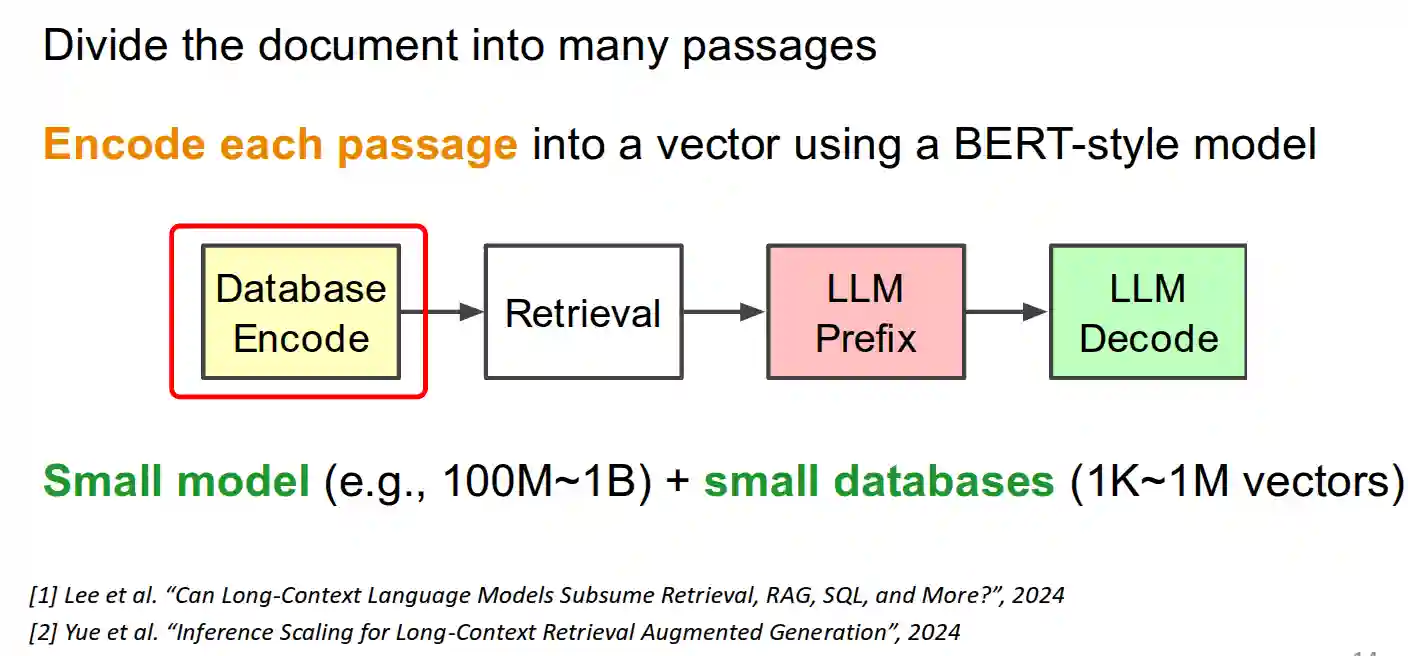 Divide the document into many passages
Encode each passage into a vector using a BERT-style model
Database
Encode
Retrieval
LLM
Prefix
LLM
Decode
Small model (e.g., 100M~1B) + small databases (1K~1M vectors)
[1] Lee et al. “Can Long-Context Language Models Subsume Retrieval, RAG, SQL, and More?”, 2024
[2] Yue et al. “Inference Scaling for Long-Context Retrieval Augmented Generation”, 2024